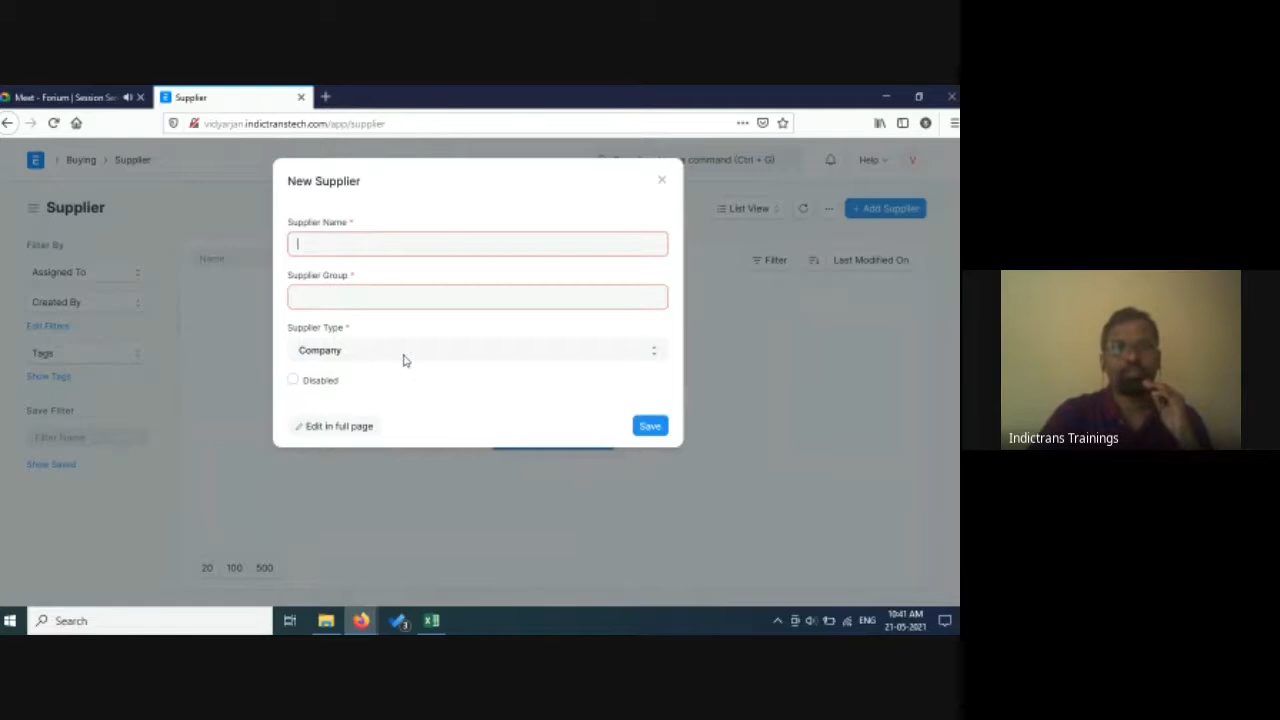 Meet - Forium | Session
Supplier
vidyarjan.indictranstech.com/app/supplier
Buying > Supplier
command (Ctrl + G)
Help
V
Supplier
List View
+ Add Supplier
Filter By
Assigned To
Created By
Edit Filters
Tags
Show Tags
Save Filter
Filter Name
Show Saved
Name
Filter
Last Modified On
New Supplier
Supplier Name *
Supplier Group *
Supplier Type *
Company
Disabled
Edit in full page
Save
20 100 500
Indictrans Trainings
Search
ENG
10:41 AM
21-05-2021